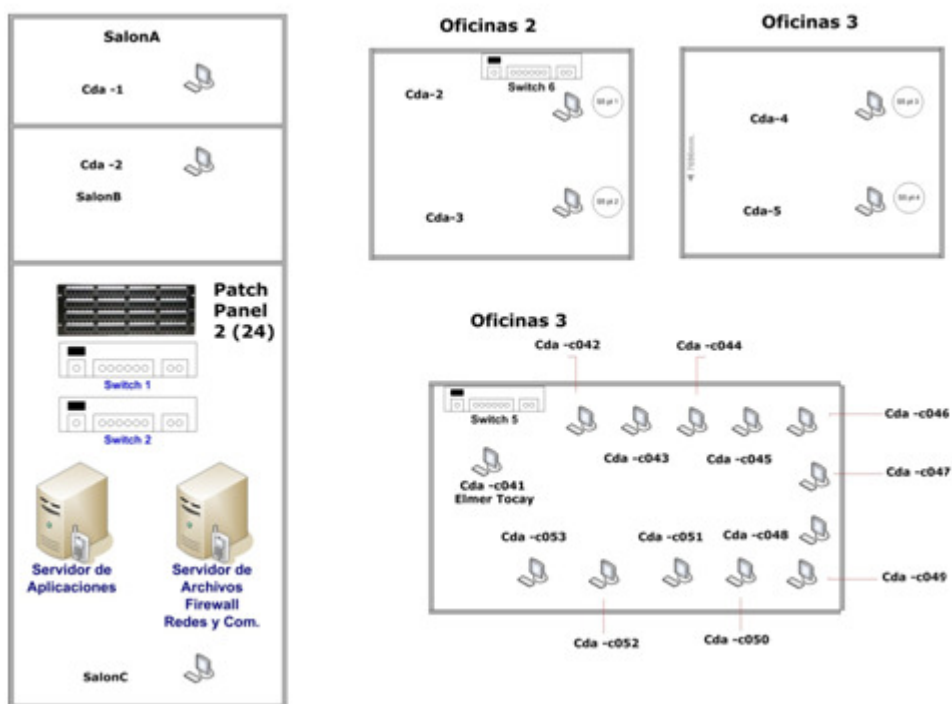 SalonA
Cda -1
Cda -2
SalonB
Patch
Panel
2 (24)
Switch 1
Switch 2
Servidor de
Aplicaciones
Servidor de
Archivos
Firewall
Redes y Com.
SalonC
Oficinas 2
Switch 6
Cda-2
Cda-3
Oficinas 3
Cda-4
Cda-5
Oficinas 3
Cda -c042
Cda -c044
Switch 5
Cda -c046
Cda -c043
Cda -c045
Cda -c047
Cda -c041
Elmer Tocay
Cda -c053
Cda -c051
Cda -c048
Cda -c049
Cda -c052
Cda -c050